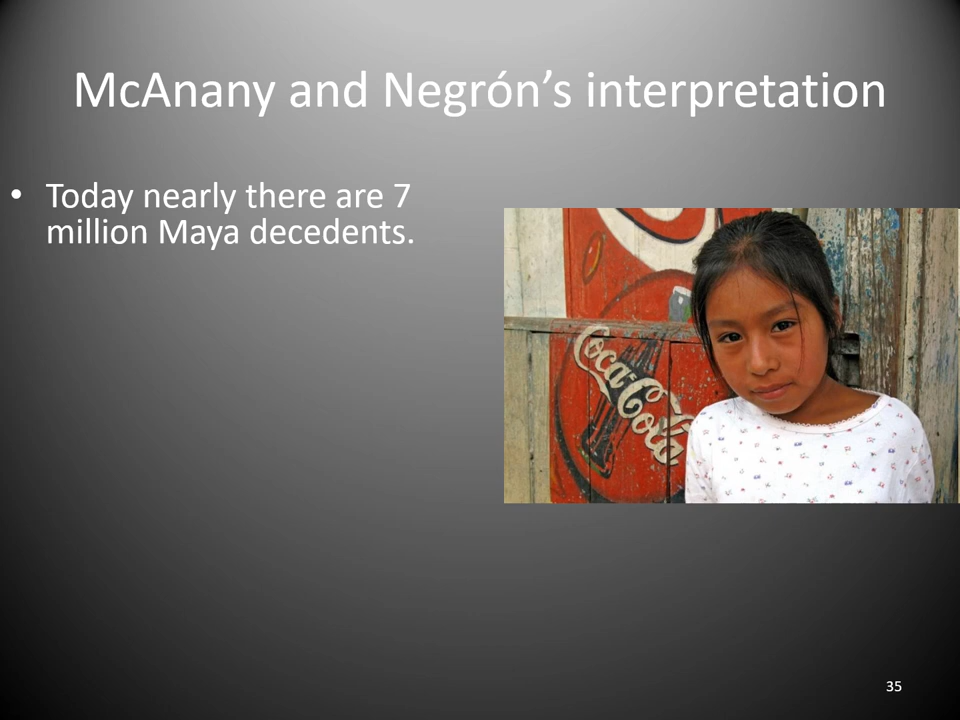 McAnany and Negrón’s interpretation
• Today nearly there are 7
million Maya decedents.
Coca-Cola
35